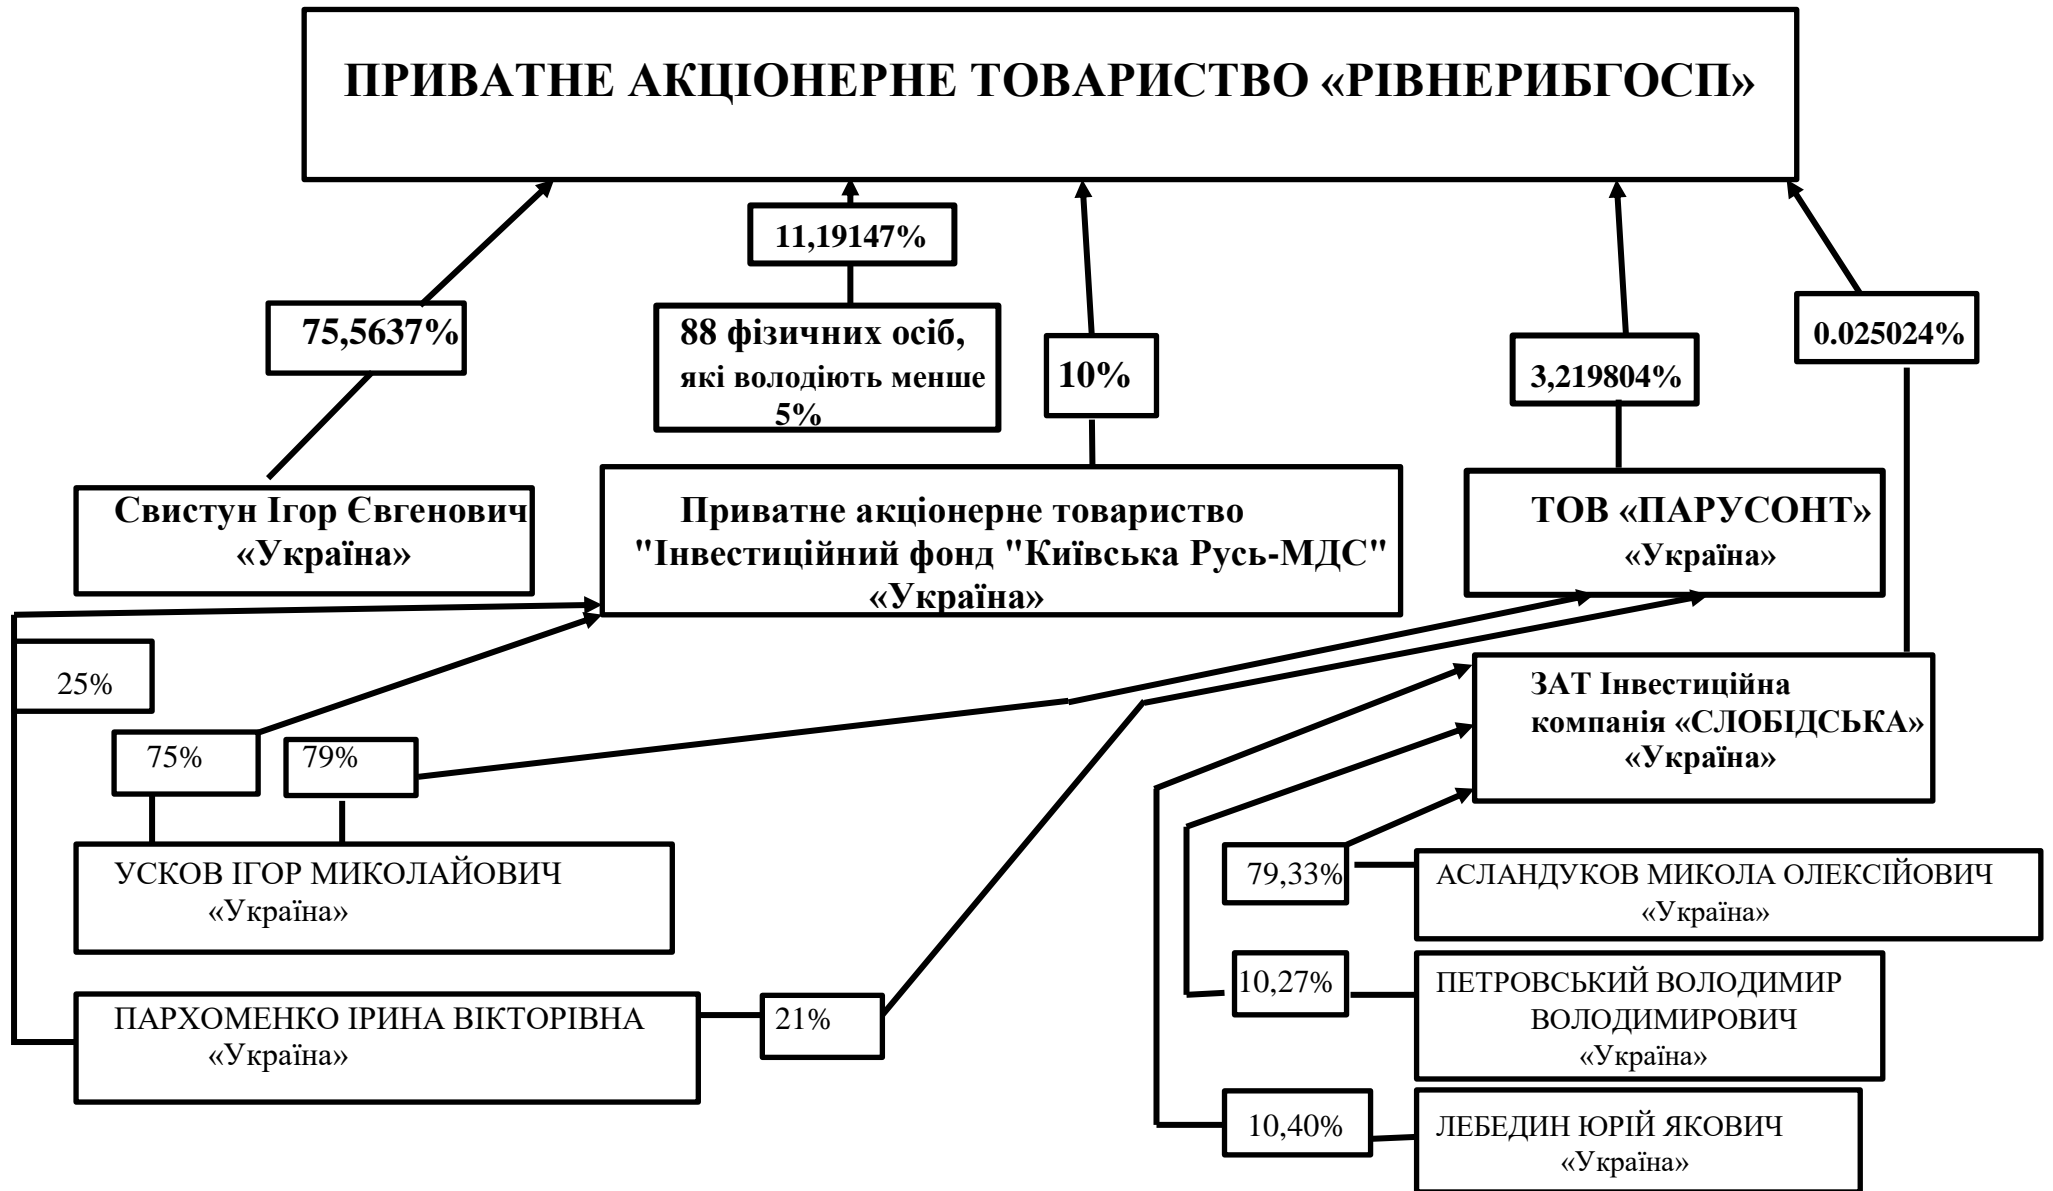 ПРИВАТНЕ АКЦІОНЕРНЕ ТОВАРИСТВО «РІВНЕРИБГОСП»
11,19147%
75,5637%
88 фізичних осіб,
які володіють менше
5%
10%
3,219804%
0.025024%
Свистун Ігор Євгенович
«Україна»
Приватне акціонерне товариство
"Інвестиційний фонд "Київська Русь-МДС"
«Україна»
ТОВ «ПАРУСОНТ»
«Україна»
25%
ЗАТ Інвестиційна
компанія «СЛОБІДСЬКА»
«Україна»
75%
79%
УСКОВ ІГОР МИКОЛАЙОВИЧ
«Україна»
79,33%
АСЛАНДУКОВ МИКОЛА ОЛЕКСІЙОВИЧ
«Україна»
ПАРХОМЕНКО ІРИНА ВІКТОРІВНА
«Україна»
21%
10,27%
ПЕТРОВСЬКИЙ ВОЛОДИМИР
ВОЛОДИМИРОВИЧ
«Україна»
10,40%
ЛЕБЕДИН ЮРІЙ ЯКОВИЧ
«Україна»